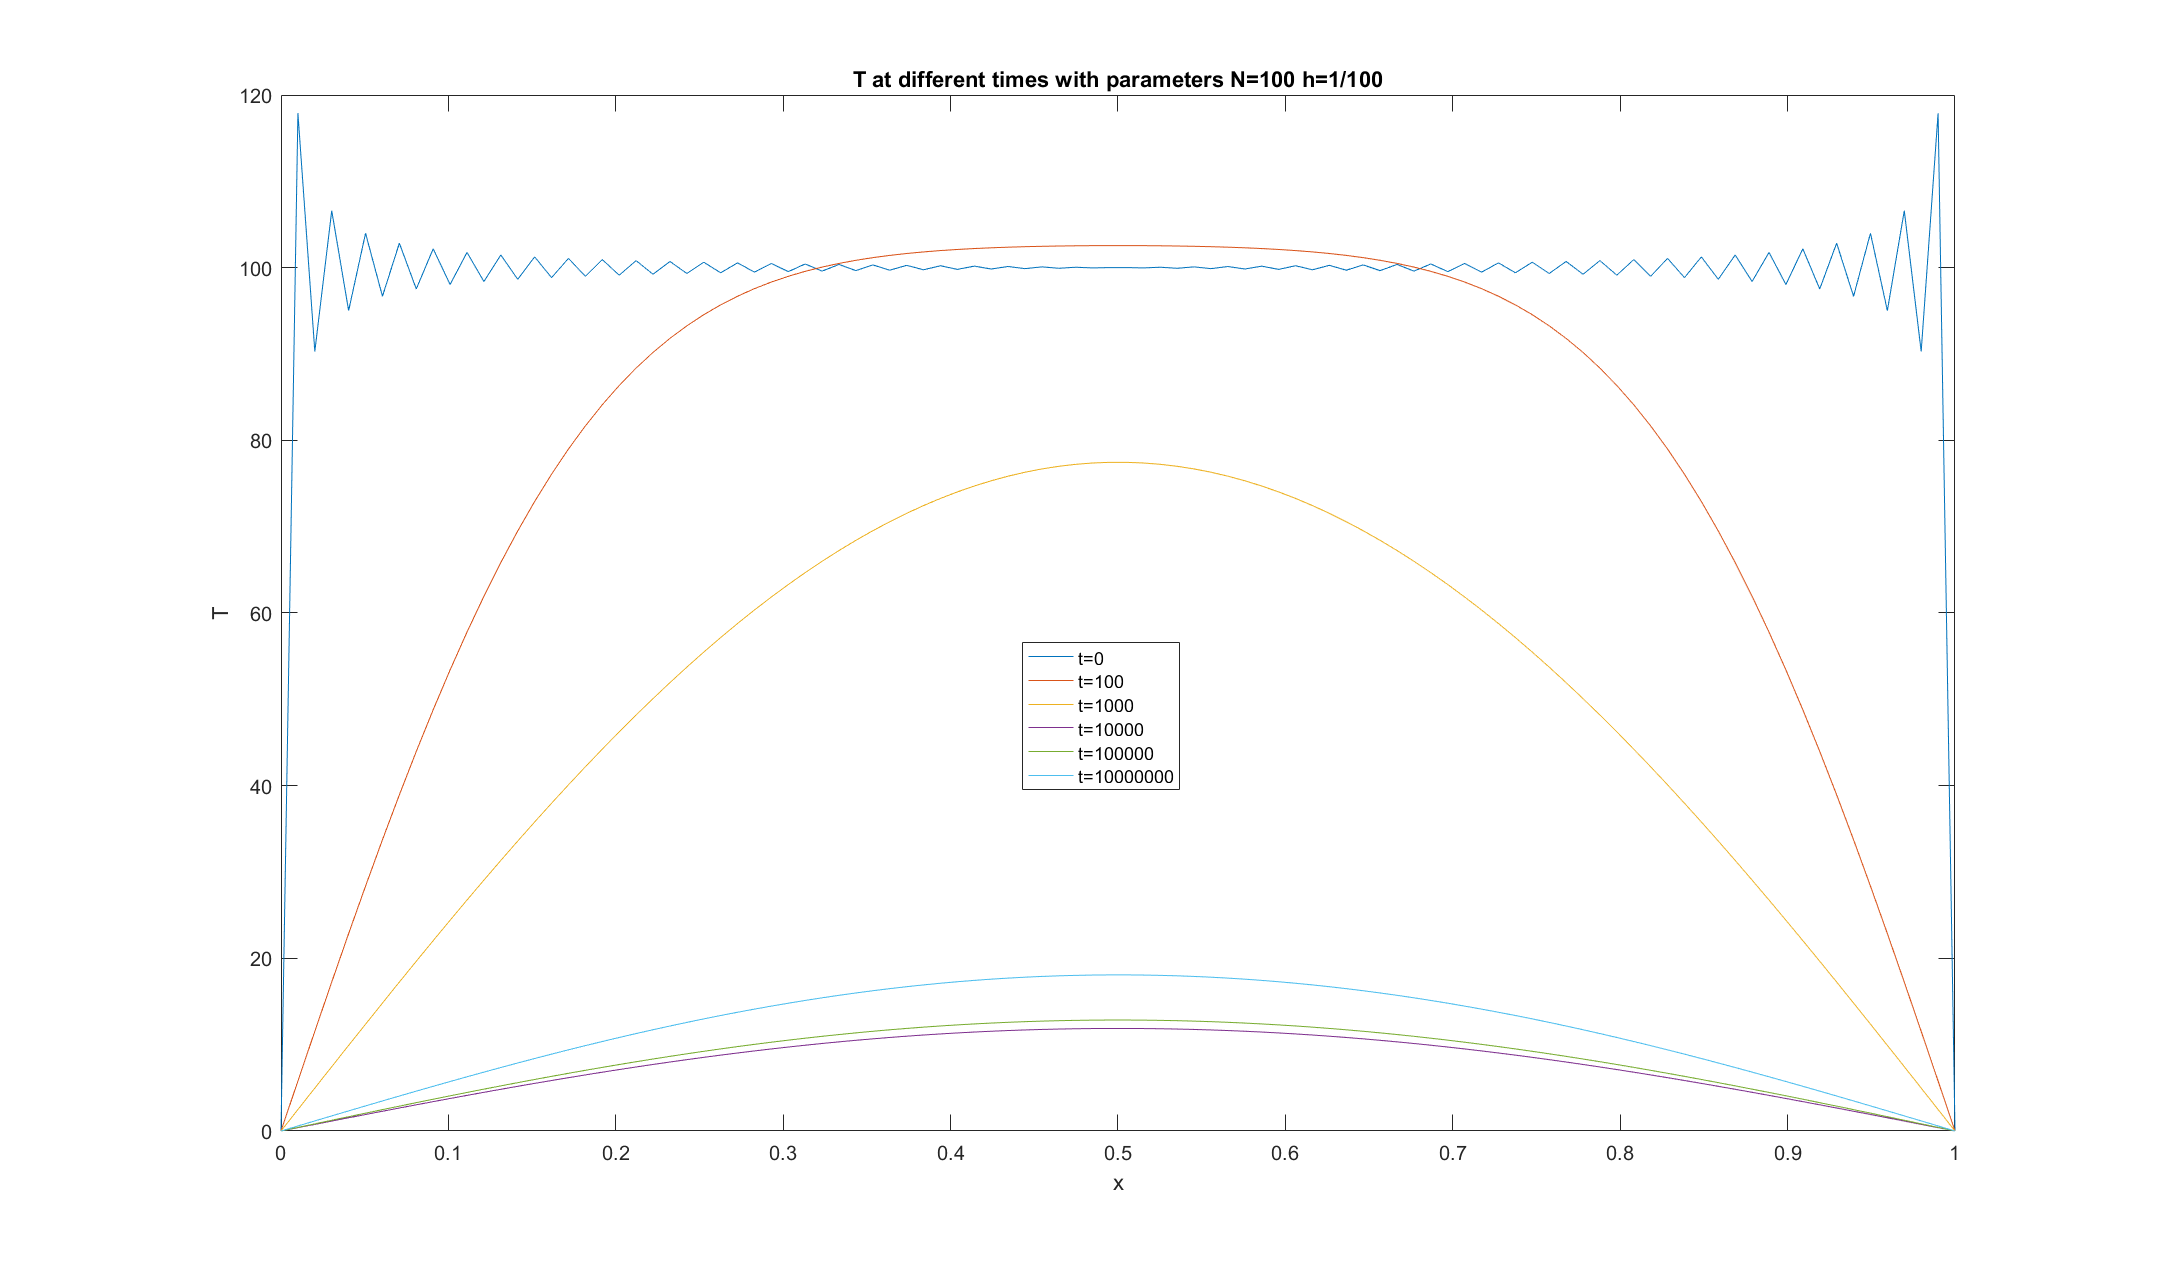 T at different times with parameters N=100 h=1/100
120
100
80
60
40
20
0
T
t=0
t=100
t=1000
t=10000
t=100000
t=10000000
0 0.1 0.2 0.3 0.4 0.5 0.6 0.7 0.8 0.9 1
x